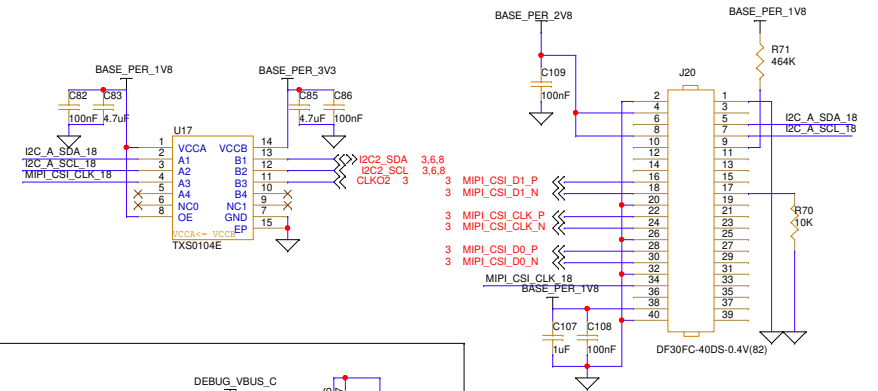 BASE_PER_2V8
BASE_PER_1V8
R71
464K
BASE_PER_1V8
BASE_PER_3V3
J20
C109
100nF
C82
C83
C85
C86
100nF
4.7uF
4.7uF
100nF
2
1
4
3
6
5
I2C_A_SDA_18
8
7
I2C_A_SCL_18
10
9
12
11
14
13
16
15
18
17
20
19
22
21
24
23
26
25
28
27
30
29
32
31
34
33
36
35
38
37
40
39
U17
1
VCCA
VCCB
14
I2C_A_SDA_18
2
A1
B1
13
I2C2_SDA 3,6,8
I2C_A_SCL_18
3
A2
B2
12
I2C2_SCL 3,6,8
MIPI_CSI_CLK_18
4
A3
B3
11
CLKO2 3
5
A4
B4
10
6
NC0
NC1
9
8
OE
GND
7
EP
15
VCCA<= VCCB
TXS0104E
3 MIPI_CSI_D1_P
3 MIPI_CSI_D1_N
3 MIPI_CSI_CLK_P
3 MIPI_CSI_CLK_N
3 MIPI_CSI_D0_P
3 MIPI_CSI_D0_N
R70
10K
MIPI_CSI_CLK_18
BASE_PER_1V8
C107
C108
1uF
100nF
DF30FC-40DS-0.4V(82)
DEBUG_VBUS_C